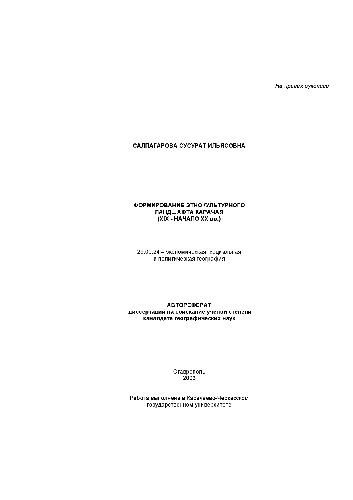 На правах рукописи
САЛПАГАРОВА СУСУРАТ ИЛЬЯСОВНА
ФОРМИРОВАНИЕ ЭТНОКУЛЬТУРНОГО
ЛАНДШАФТА КАРАЧАЯ
(XIX - НАЧАЛО XX вв.)
25.00.24 – экономическая, социальная
и политическая география
АВТОРЕФЕРАТ
диссертации на соискание ученой степени
кандидата географических наук
Ставрополь
Работа выполнена в Карачаево-Черкесском
государственном университете